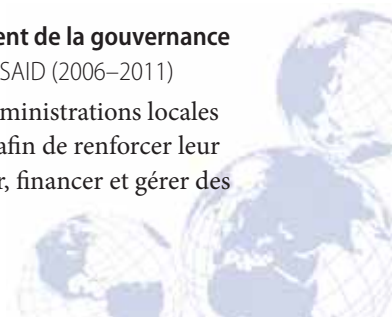 ent de la gouvernance
SAID (2006–2011)
ministrations locales
afin de renforcer leur
r, financer et gérer des